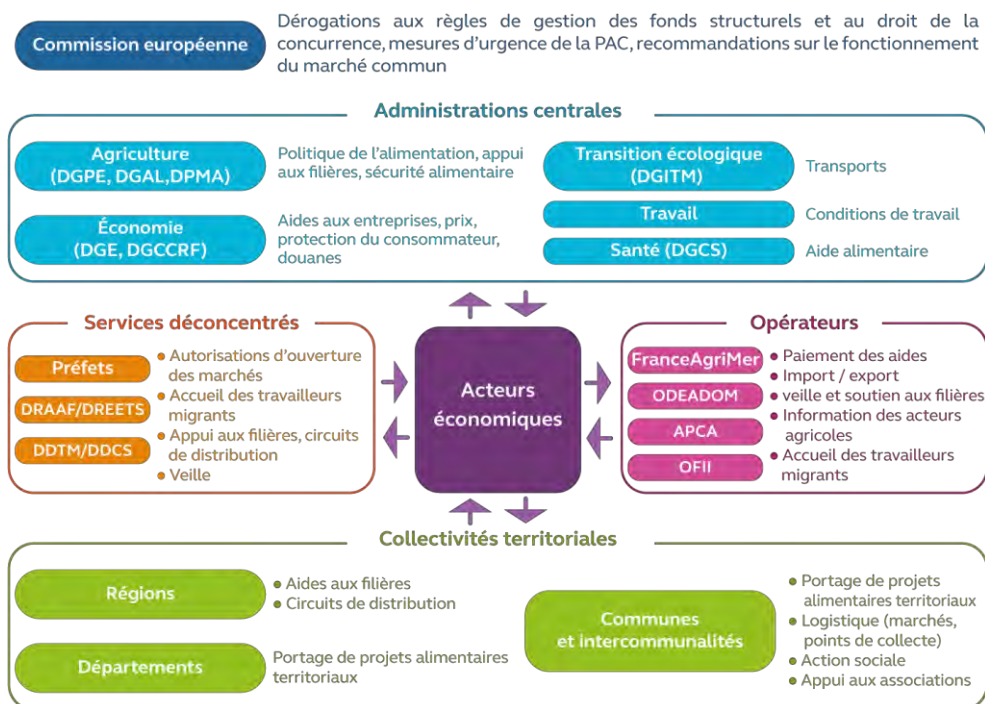 Commission européenne
Dérogations aux règles de gestion des fonds structurels et au droit de la
concurrence, mesures d'urgence de la PAC, recommandations sur le fonctionnement
du marché commun
Administrations centrales
Agriculture
(DGPE, DGAL,DPMA)
Politique de l'alimentation, appui
aux filières, sécurité alimentaire
Économie
(DGE, DGCCRF)
Aides aux entreprises, prix,
protection du consommateur,
douanes
Transition écologique
(DGITM)
Transports
Travail
Conditions de travail
Santé (DGCS)
Aide alimentaire
Services déconcentrés
Préfets
DRAAF/DREETS
DDTM/DDCS
• Autorisations d'ouverture
des marchés
• Accueil des travailleurs
migrants
• Appui aux filières, circuits
de distribution
• Veille
Acteurs
économiques
Opérateurs
FranceAgriMer
ODEADOM
APCA
OFII
• Paiement des aides
• Import / export
• veille et soutien aux filières
• Information des acteurs
agricoles
• Accueil des travailleurs
migrants
Collectivités territoriales
Régions
• Aides aux filières
• Circuits de distribution
Départements
Portage de projets alimentaires
territoriaux
Communes
et intercommunalités
• Portage de projets
alimentaires territoriaux
• Logistique (marchés,
points de collecte)
• Action sociale
• Appui aux associations